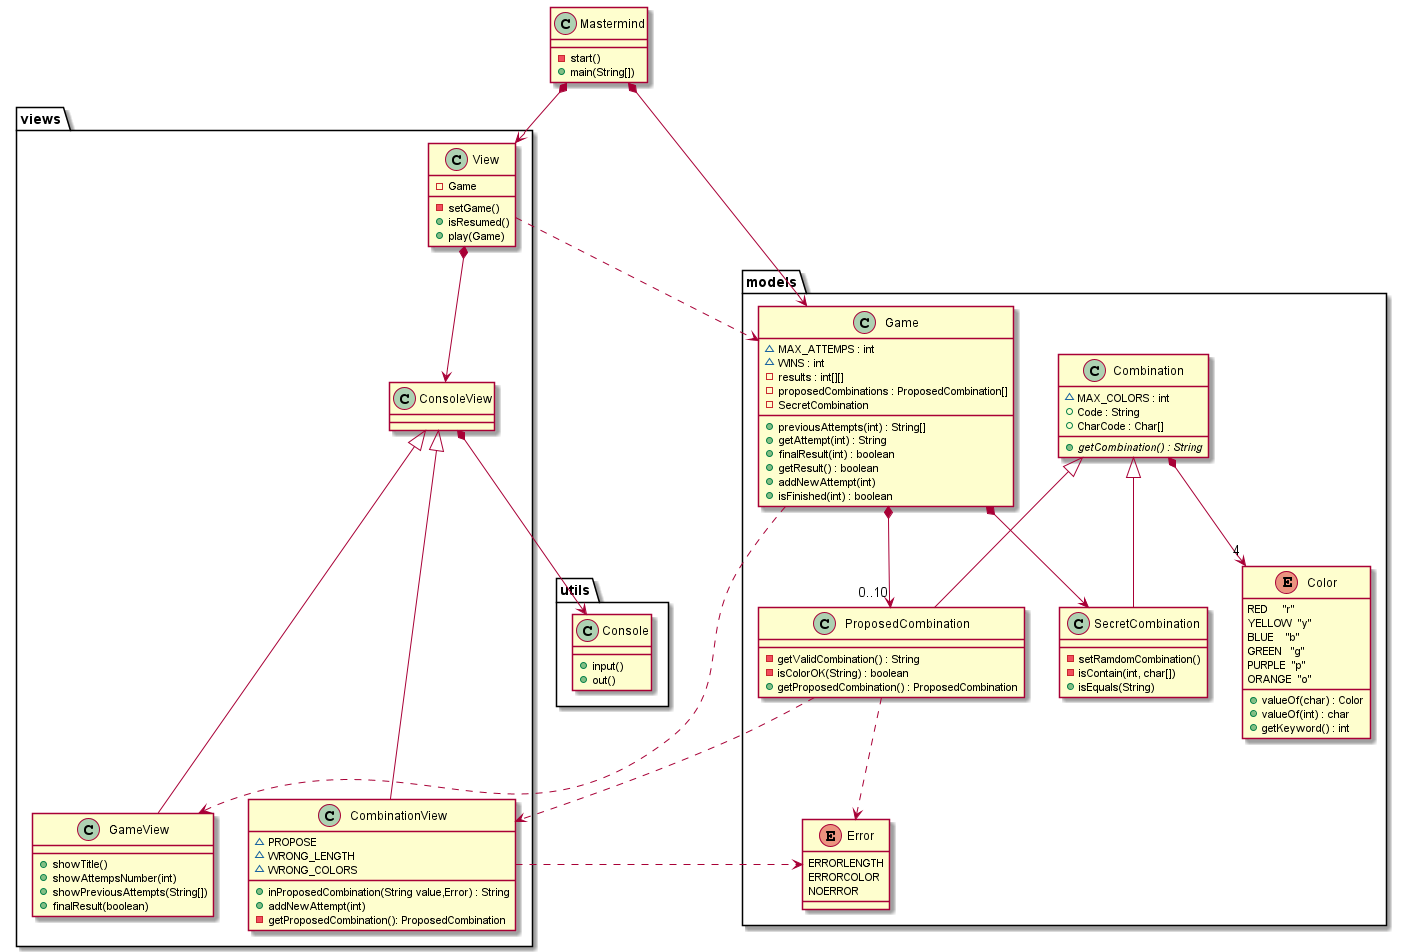 C Mastermind
start()
main(String[])
views
C View
Game
setGame()
isResumed()
play(Game)
models
C Game
MAX_ATTEMPS : int
WINS : int
results : int[][]
proposedCombinations : ProposedCombination[]
SecretCombination
previousAttempts(int) : String[]
getAttempt(int) : String
finalResult(int) : boolean
getResult() : boolean
addNewAttempt(int)
isFinished(int) : boolean
C Combination
MAX_COLORS : int
Code : String
CharCode : Char[]
getCombination() : String
C ConsoleView
4
0..10
utils
C Console
input()
out()
C ProposedCombination
getValidCombination() : String
isColorOK(String) : boolean
getProposedCombination() : ProposedCombination
C SecretCombination
setRamdomCombination()
isContain(int, char[])
isEquals(String)
E Color
RED "r"
YELLOW "y"
BLUE "b"
GREEN "g"
PURPLE "p"
ORANGE "o"
valueOf(char) : Color
valueOf(int) : char
getKeyword() : int
C GameView
showTitle()
showAttempsNumber(int)
showPreviousAttempts(String[])
finalResult(boolean)
C CombinationView
PROPOSE
WRONG_LENGTH
WRONG_COLORS
inProposedCombination(String value,Error) : String
addNewAttempt(int)
getProposedCombination(): ProposedCombination
E Error
ERRORLENGTH
ERRORCOLOR
NOERROR